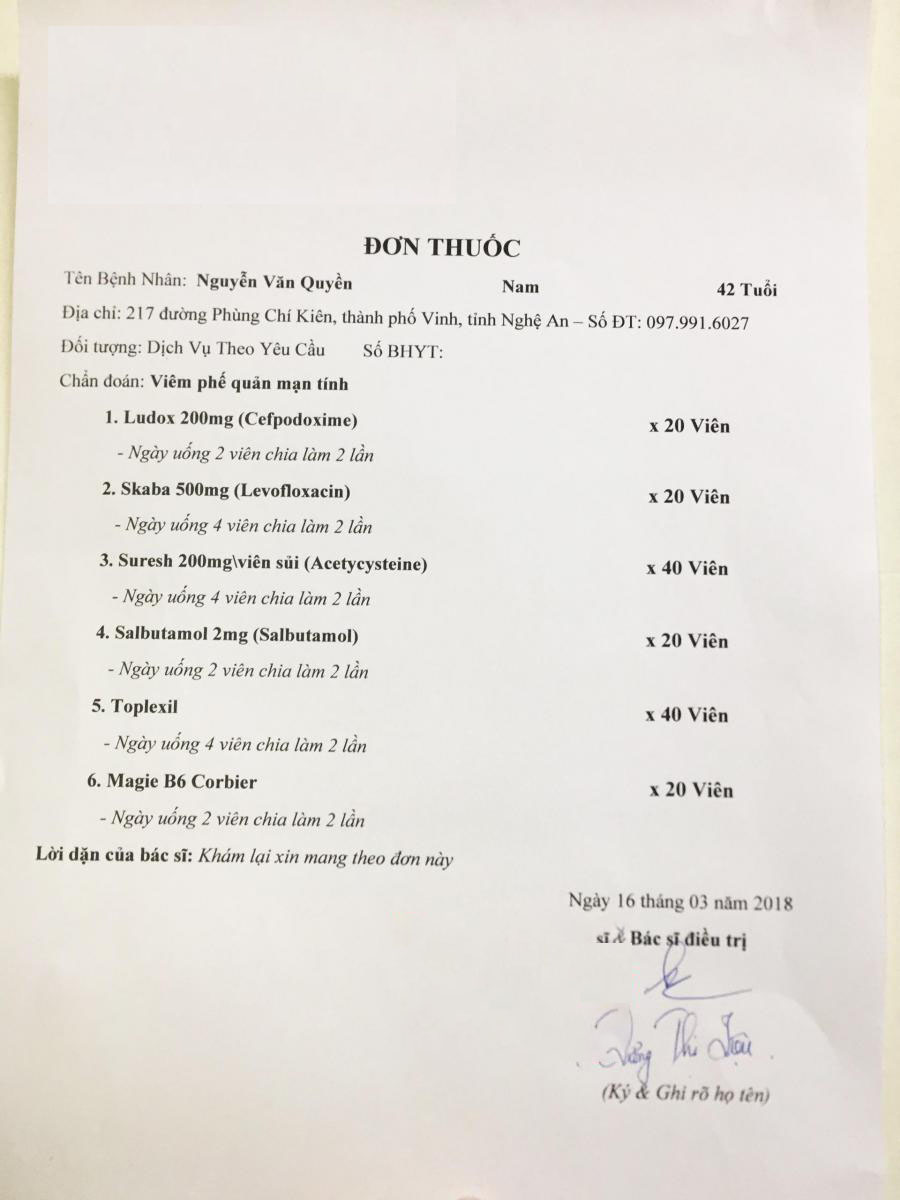 ĐƠN THUỐC
Tên Bệnh Nhân: Nguyễn Văn Quyền Nam 42 Tuổi
Địa chỉ: 217 đường Phùng Chí Kiên, thành phố Vinh, tỉnh Nghệ An – Số ĐT: 097.991.6027
Đối tượng: Dịch Vụ Theo Yêu Cầu Số BHYT:
Chẩn đoán: Viêm phế quản mạn tính
1. Ludox 200mg (Cefpodoxime) x 20 Viên
- Ngày uống 2 viên chia làm 2 lần
2. Skaba 500mg (Levofloxacin) x 20 Viên
- Ngày uống 4 viên chia làm 2 lần
3. Suresh 200mg\viên sủi (Acetycysteine) x 40 Viên
- Ngày uống 4 viên chia làm 2 lần
4. Salbutamol 2mg (Salbutamol) x 20 Viên
- Ngày uống 2 viên chia làm 2 lần
5. Toplexil x 40 Viên
- Ngày uống 4 viên chia làm 2 lần
6. Magie B6 Corbier x 20 Viên
- Ngày uống 2 viên chia làm 2 lần
Lời dặn của bác sĩ: Khám lại xin mang theo đơn này
Ngày 16 tháng 03 năm 2018
sĩ Bác sĩ điều trị
Thị
(Ký & Ghi rõ họ tên)